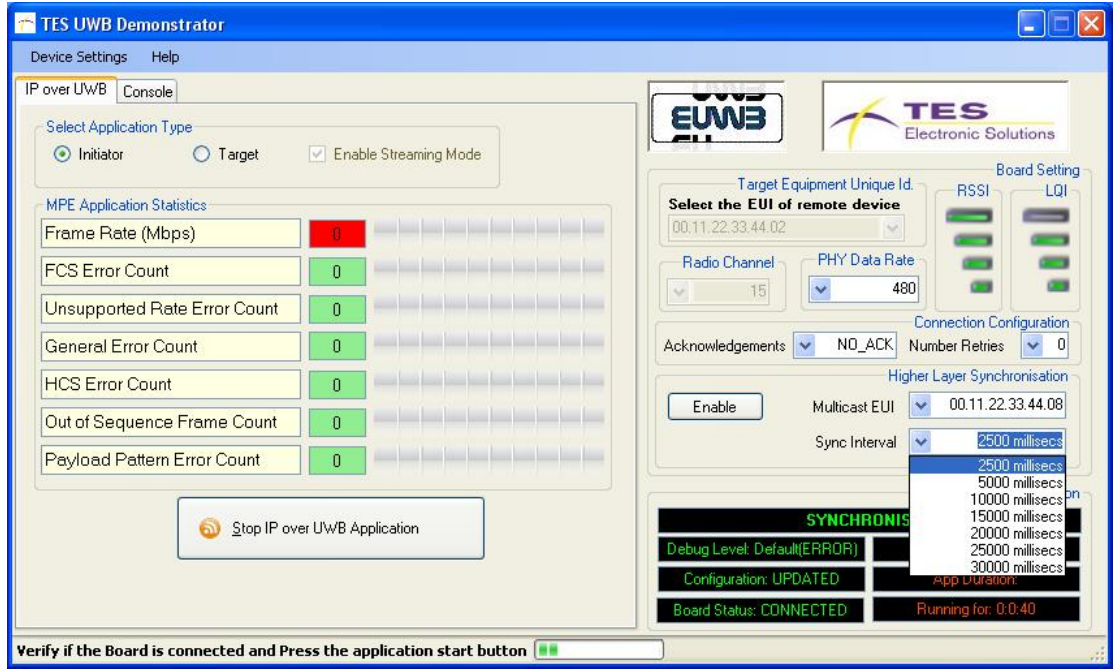 TES UWB Demonstrator
Device Settings Help
IP over UWB Console
Select Application Type
Initiator Target Enable Streaming Mode
MPE Application Statistics
Frame Rate (Mbps) 0
FCS Error Count 0
Unsupported Rate Error Count 0
General Error Count 0
HCS Error Count 0
Out of Sequence Frame Count 0
Payload Pattern Error Count 0
Stop IP over UWB Application
EUWB
TES
Electronic Solutions
Board Setting
Target Equipment Unique Id.
Select the EUI of remote device
00.11.22.33.44.02
RSSI LQI
Radio Channel
15
PHY Data Rate
480
Connection Configuration
Acknowledgements NO_ACK Number Retries 0
Higher Layer Synchronisation
Enable Multicast EUI 00.11.22.33.44.08
Sync Interval 2500 millisecs
2500 millisecs
5000 millisecs
10000 millisecs
15000 millisecs
20000 millisecs
25000 millisecs
30000 millisecs
SYNCHRONIS
Debug Level: Default(ERROR)
Configuration: UPDATED App Duration:
Board Status: CONNECTED Running for: 0:0:40
Verify if the Board is connected and Press the application start button